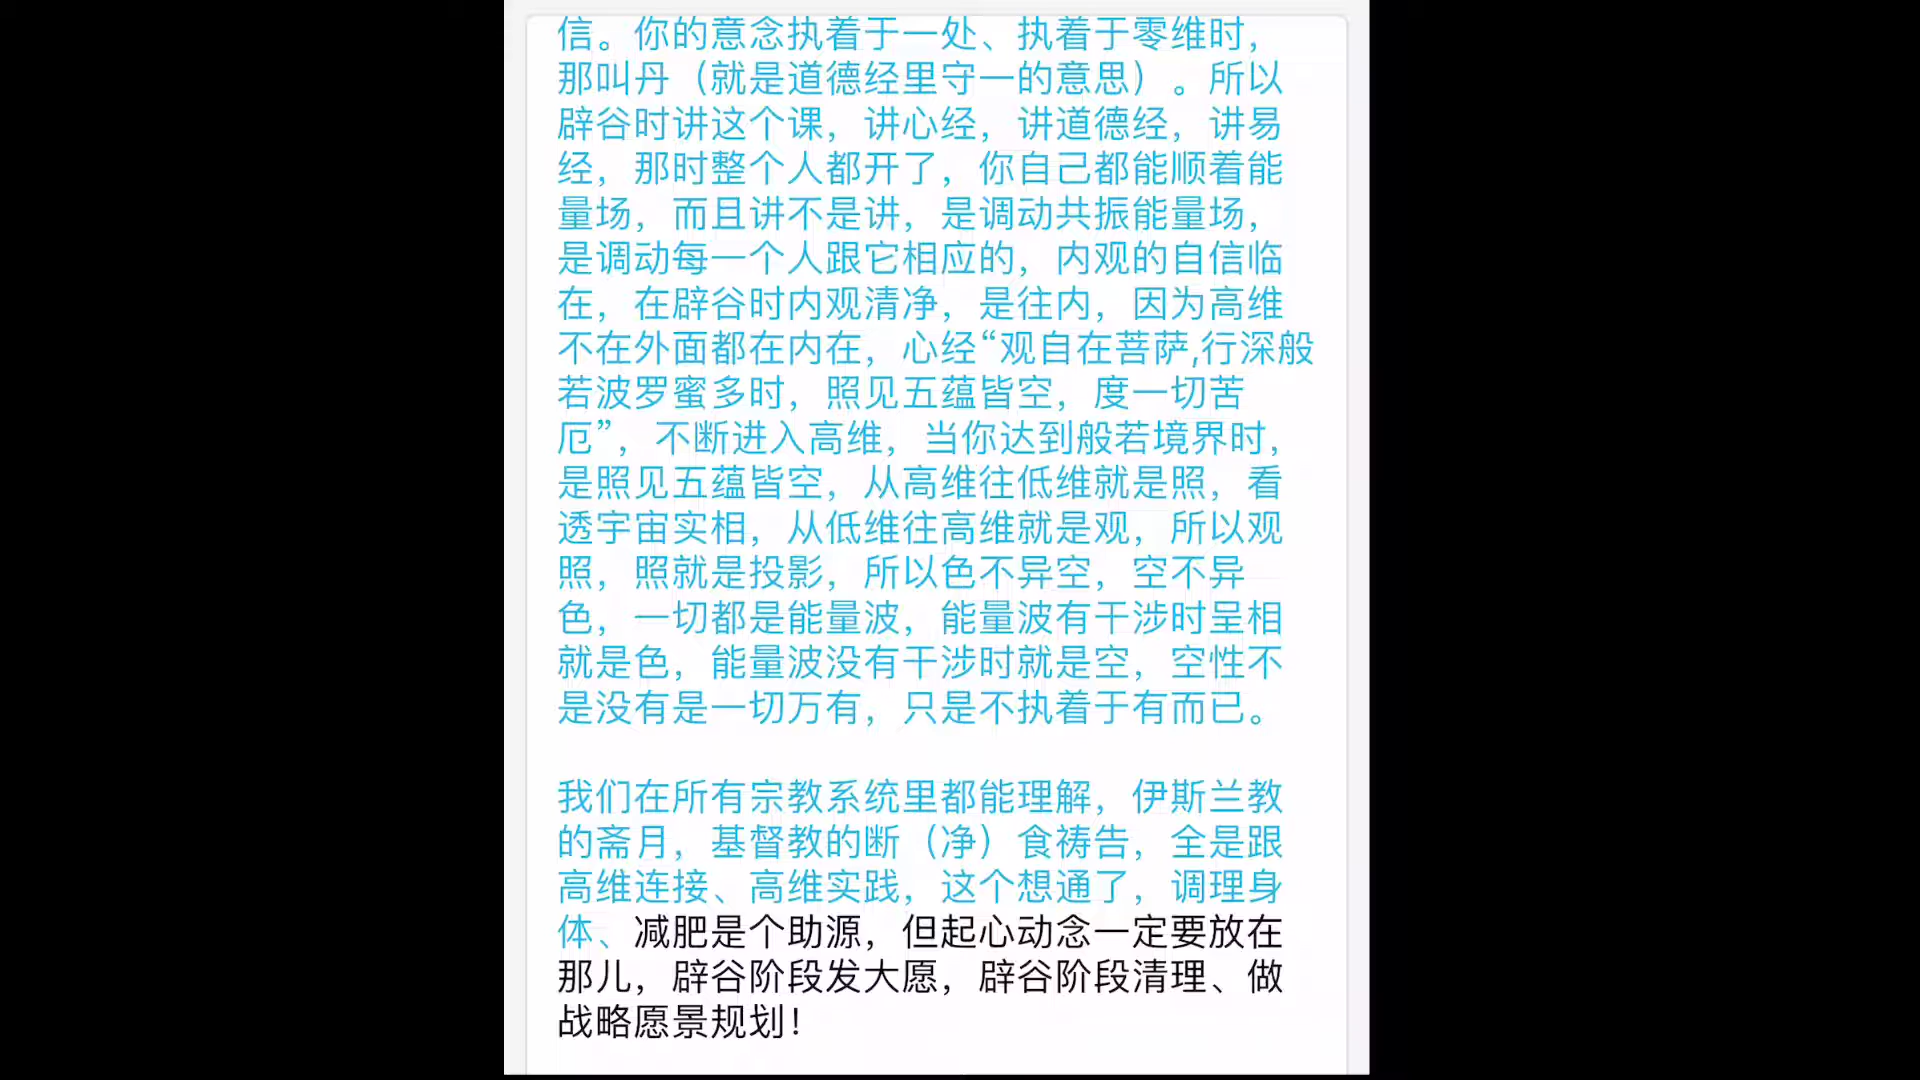 信。你的意念执着于一处、执着于零维时，
那叫丹（就是道德经里守一的意思）。所以
辟谷时讲这个课，讲心经，讲道德经，讲易
经，那时整个人都开了，你自己都能顺着能
量场，而且讲不是讲，是调动共振能量场，
是调动每一个人跟它相应的，内观的自信临
在，在辟谷时内观清净，是往内，因为高维
不在外面都在内在，心经“观自在菩萨,行深般
若波罗蜜多时，照见五蕴皆空，度一切苦
厄”，不断进入高维，当你达到般若境界时，
是照见五蕴皆空，从高维往低维就是照，看
透宇宙实相，从低维往高维就是观，所以观
照，照就是投影，所以色不异空，空不异
色，一切都是能量波，能量波有干涉时呈相
就是色，能量波没有干涉时就是空，空性不
是没有是一切万有，只是不执着于有而已。
我们在所有宗教系统里都能理解，伊斯兰教
的斋月，基督教的断（净）食祷告，全是跟
高维连接、高维实践，这个想通了，调理身
体、减肥是个助源，但起心动念一定要放在
那儿，辟谷阶段发大愿，辟谷阶段清理、做
战略愿景规划！